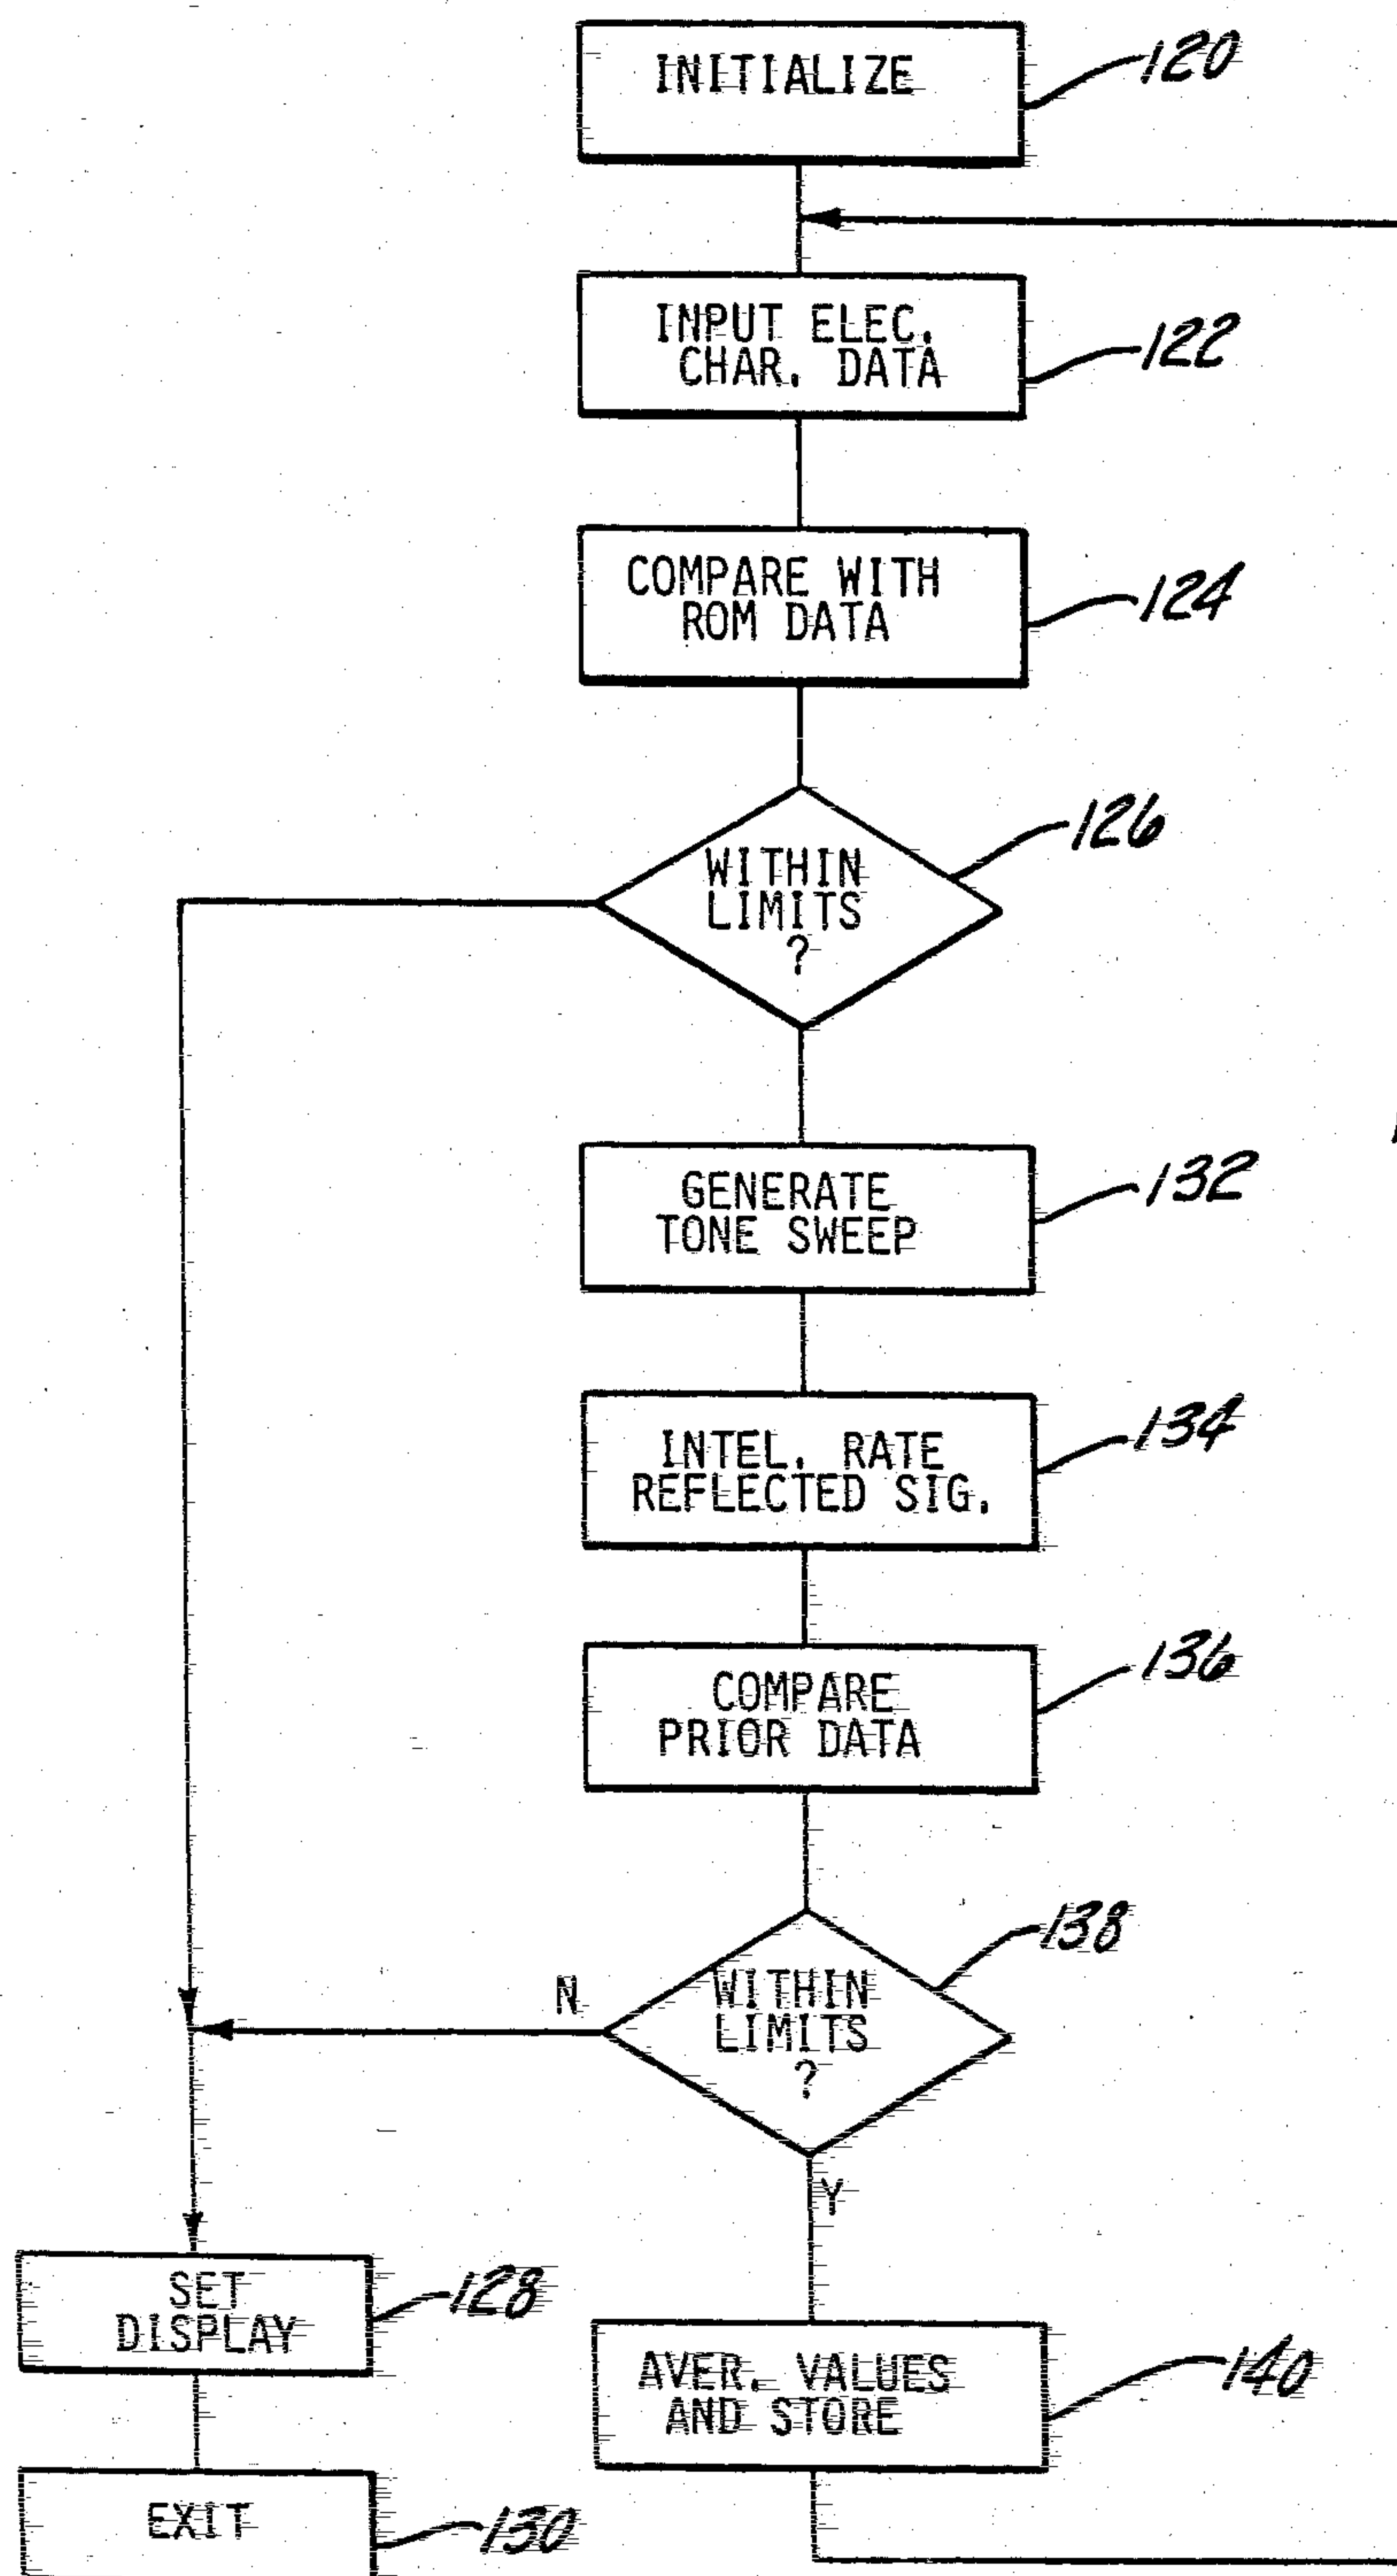 INITIALIZE
120
INPUT ELEC.
CHAR. DATA
122
COMPARE WITH
ROM DATA
124
WITHIN
LIMITS
?
126
GENERATE
TONE SWEEP
132
INTEL. RATE
REFLECTED SIG.
134
COMPARE
PRIOR DATA
136
WITHIN
LIMITS
?
138
N
Y
SET
DISPLAY
128
AVER. VALUES
AND STORE
140
EXIT
130